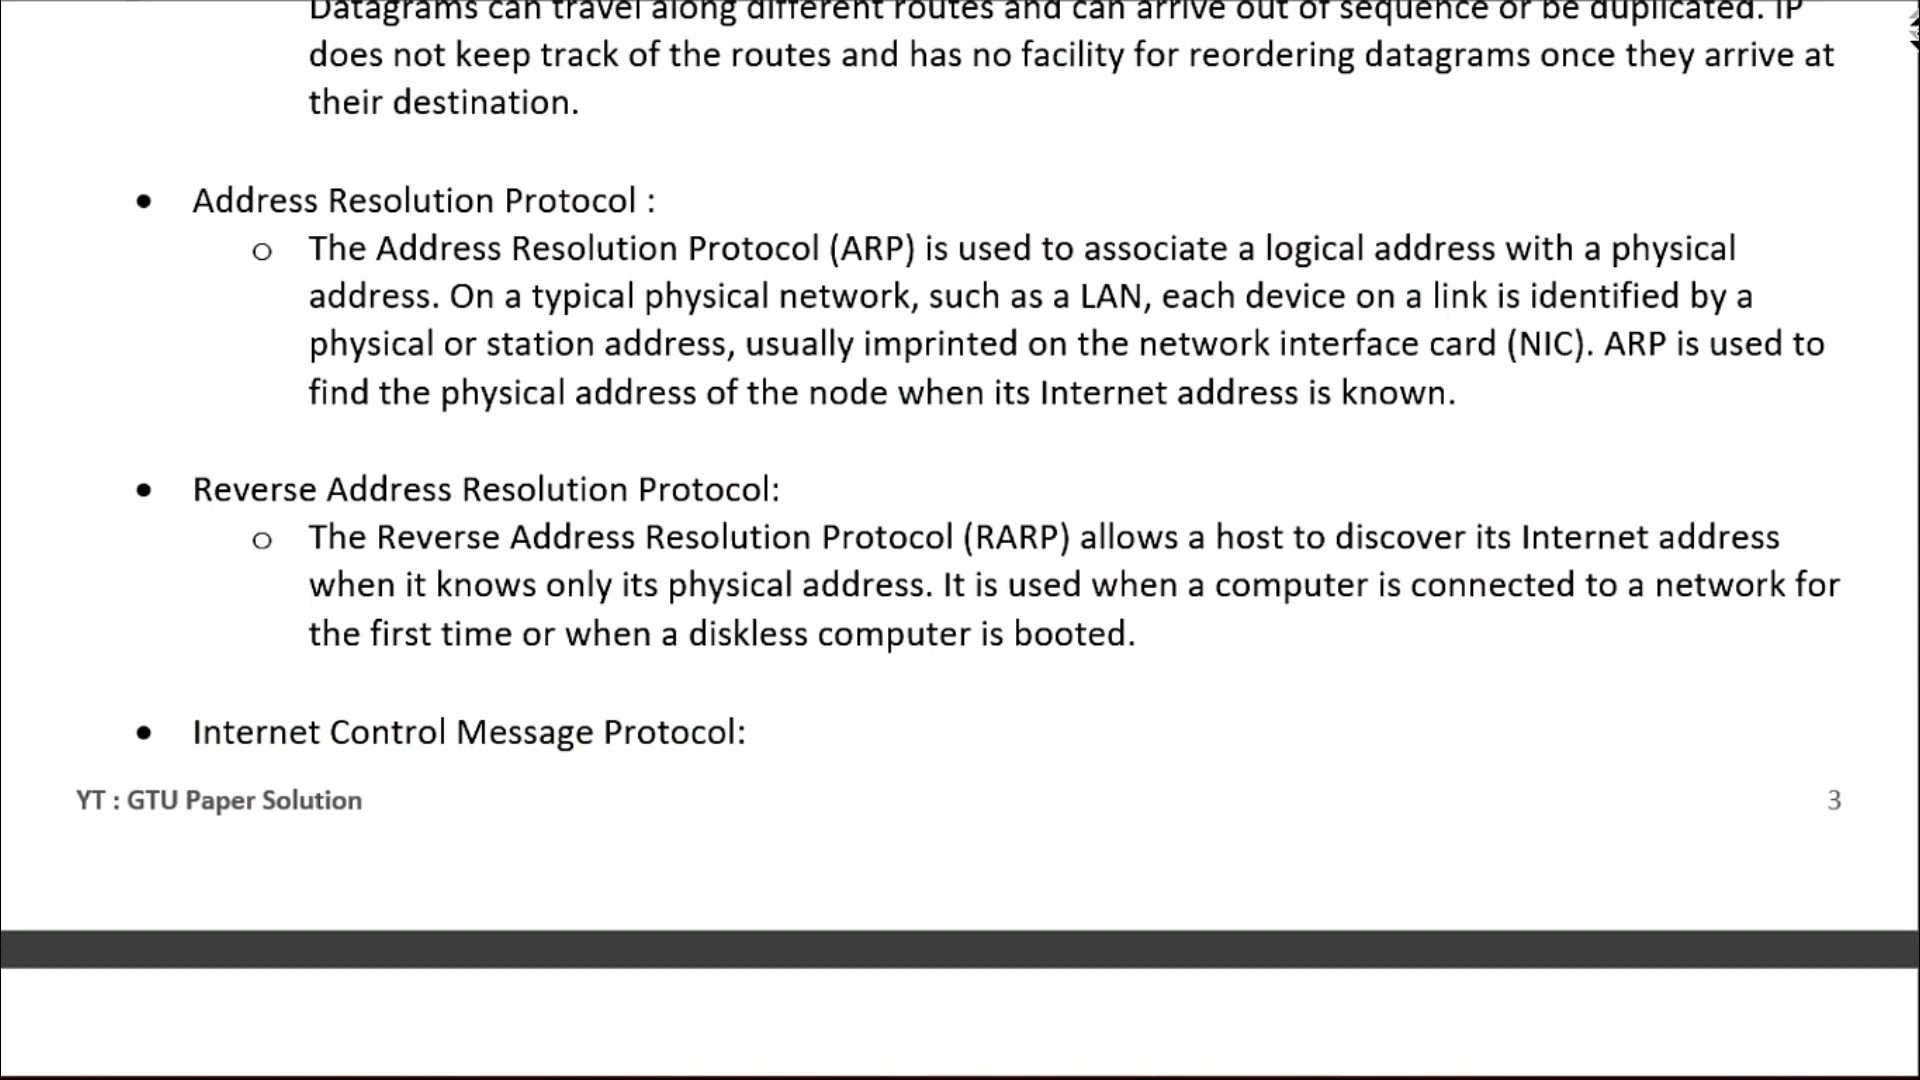 Datagrams can travel along different routes and can arrive out of sequence or be duplicated. IP
does not keep track of the routes and has no facility for reordering datagrams once they arrive at
their destination.
• Address Resolution Protocol :
o The Address Resolution Protocol (ARP) is used to associate a logical address with a physical
address. On a typical physical network, such as a LAN, each device on a link is identified by a
physical or station address, usually imprinted on the network interface card (NIC). ARP is used to
find the physical address of the node when its Internet address is known.
• Reverse Address Resolution Protocol:
o The Reverse Address Resolution Protocol (RARP) allows a host to discover its Internet address
when it knows only its physical address. It is used when a computer is connected to a network for
the first time or when a diskless computer is booted.
• Internet Control Message Protocol:
YT : GTU Paper Solution 3